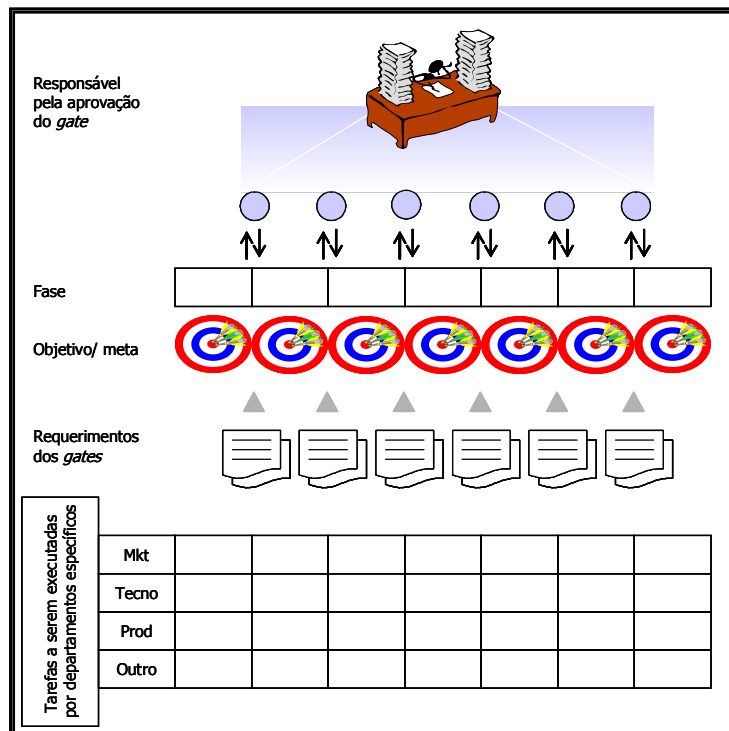 Responsável
pela aprovação
do gate
Fase
Objetivo/ meta
Requerimentos
dos gates
Tarefas a serem executadas
por departamentos específicos
Mkt
Tecno
Prod
Outro